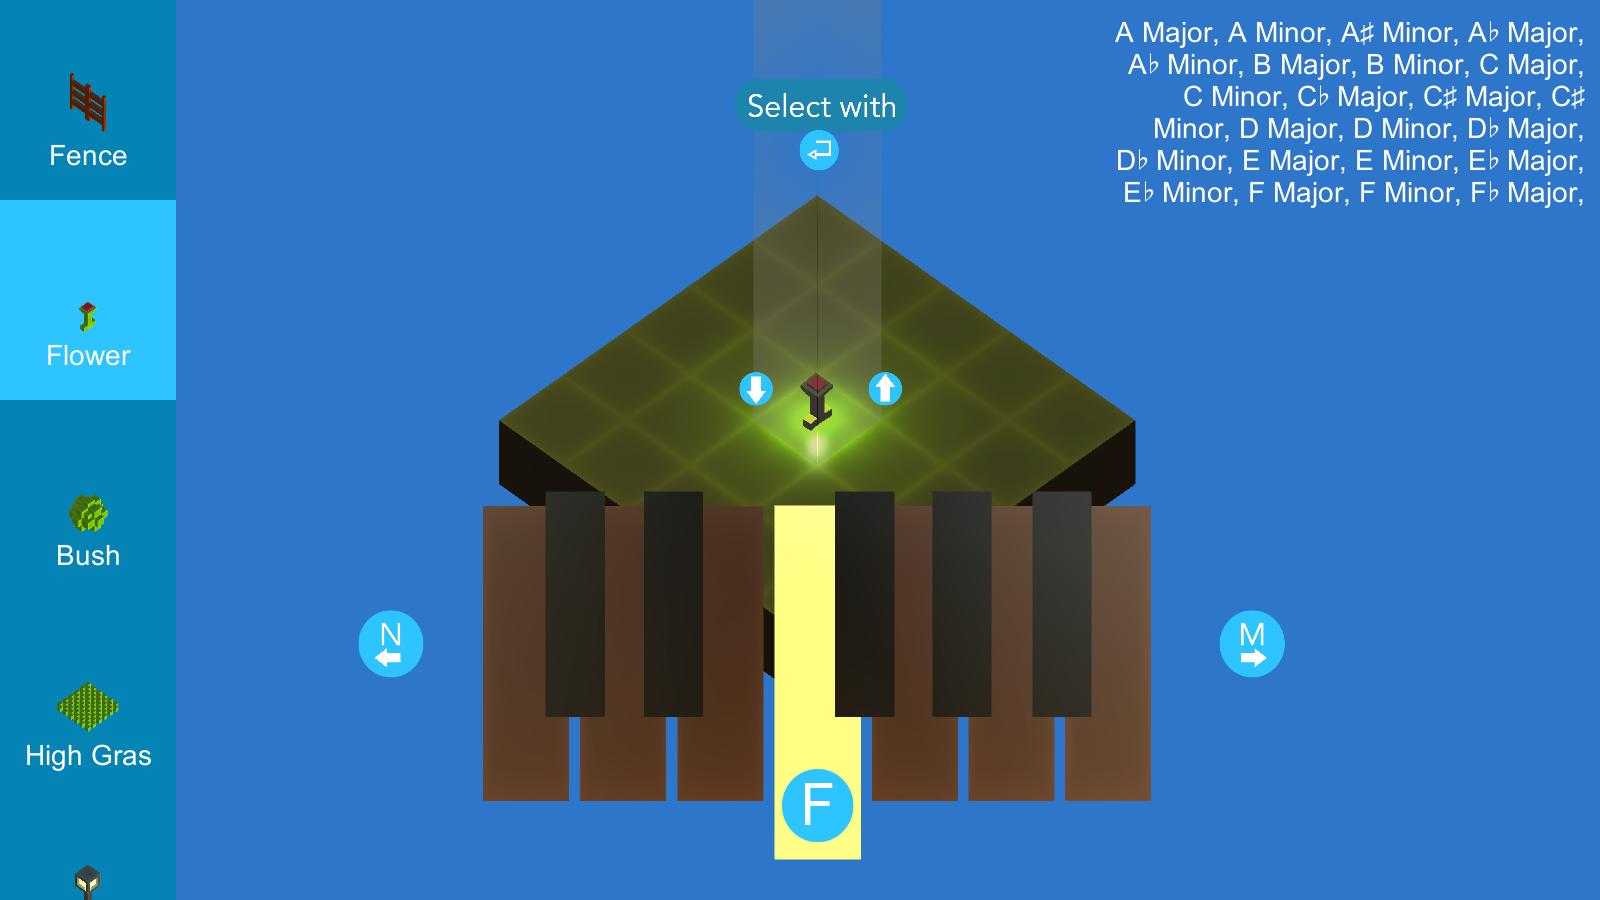 Fence
Flower
Bush
High Gras
Select with
A Major, A Minor, A♯ Minor, A♭ Major,
A♭ Minor, B Major, B Minor, C Major,
C Minor, C♭ Major, C♯ Major, C♯
Minor, D Major, D Minor, D♭ Major,
D♭ Minor, E Major, E Minor, E♭ Major,
E♭ Minor, F Major, F Minor, F♭ Major,
N
M
F